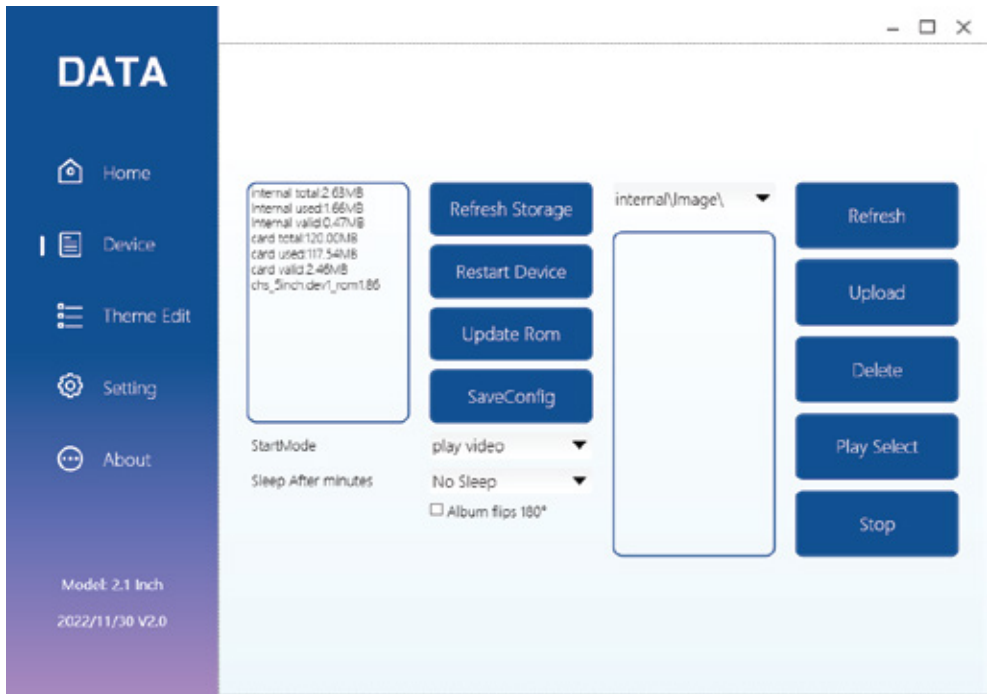 DATA
Home
Device
Theme Edit
Setting
About
Model: 2.1 Inch
2022/11/30 V2.0
internal total:2.63MB
Internal used:1.66MB
Internal valid:0.47MB
card total:120.00MB
card used:117.54MB
card valid:2.46MB
chs_5inch.dev1_rom1.86
Refresh Storage
Restart Device
Update Rom
SaveConfig
StartMode
play video
Sleep After minutes
No Sleep
Album flips 180°
internal\Image\
Refresh
Upload
Delete
Play Select
Stop